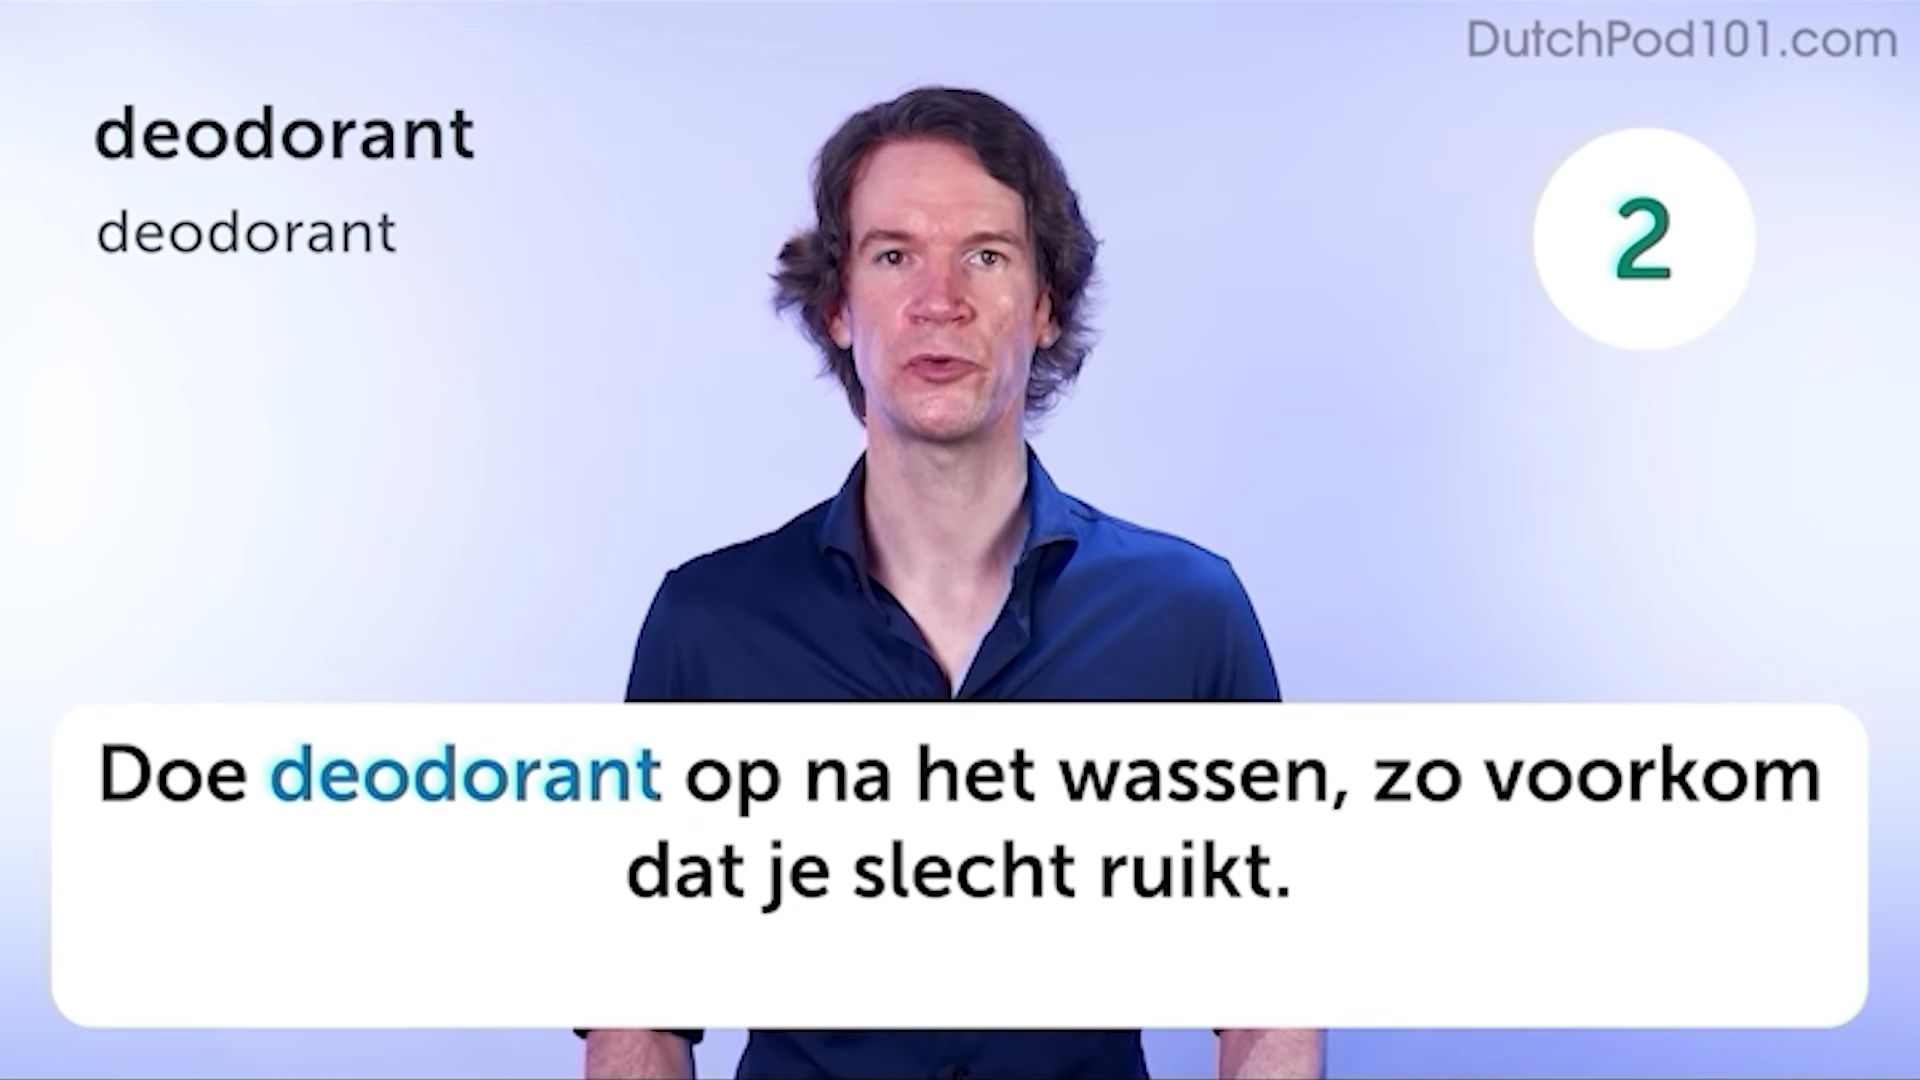 DutchPod101.com
deodorant
deodorant
2
Doe deodorant op na het wassen, zo voorkom
dat je slecht ruikt.